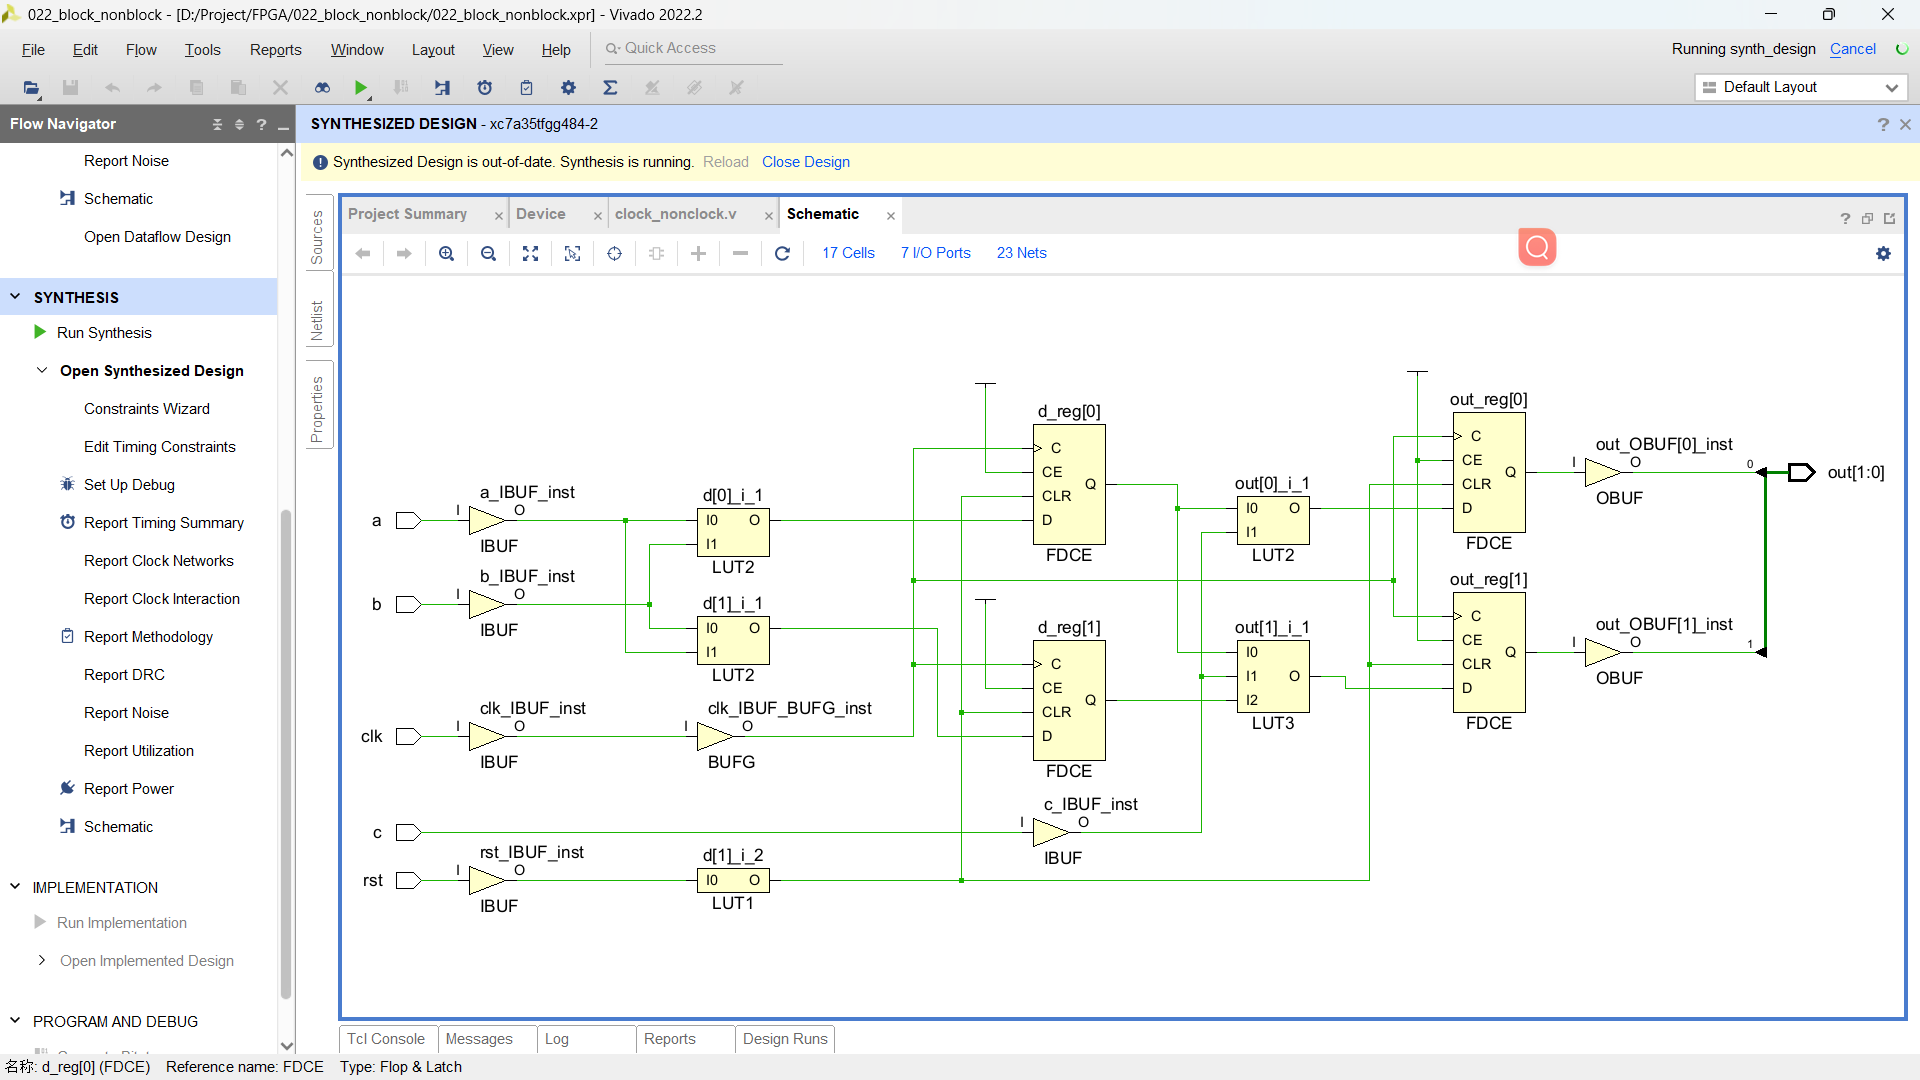 022_block_nonblock - [D:/Project/FPGA/022_block_nonblock/022_block_nonblock.xpr] - Vivado 2022.2
File Edit Flow Tools Reports Window Layout View Help Quick Access
Running synth_design Cancel
Default Layout
Flow Navigator
SYNTHESIZED DESIGN - xc7a35tfgg484-2
Synthesized Design is out-of-date. Synthesis is running. Reload Close Design
Report Noise
Schematic
Open Dataflow Design
SYNTHESIS
Run Synthesis
Open Synthesized Design
Constraints Wizard
Edit Timing Constraints
Set Up Debug
Report Timing Summary
Report Clock Networks
Report Clock Interaction
Report Methodology
Report DRC
Report Noise
Report Utilization
Report Power
Schematic
IMPLEMENTATION
Run Implementation
Open Implemented Design
PROGRAM AND DEBUG
Sources
Netlist
Properties
Project Summary Device clock_nonclock.v Schematic
17 Cells 7 I/O Ports 23 Nets
a
a_IBUF_inst
I O
IBUF
b
b_IBUF_inst
I O
IBUF
clk
clk_IBUF_inst
I O
IBUF
c
rst
rst_IBUF_inst
I O
IBUF
d[0]_i_1
I0 O
I1
LUT2
d[1]_i_1
I0 O
I1
LUT2
clk_IBUF_BUFG_inst
I O
BUFG
d[1]_i_2
I0 O
LUT1
d_reg[0]
C
CE
CLR
D
Q
FDCE
d_reg[1]
C
CE
CLR
D
Q
FDCE
c_IBUF_inst
I O
IBUF
out[0]_i_1
I0 O
I1
LUT2
out[1]_i_1
I0
I1 O
I2
LUT3
out_reg[0]
C
CE
CLR
D
Q
FDCE
out_reg[1]
C
CE
CLR
D
Q
FDCE
out_OBUF[0]_inst
I O
OBUF
0
out_OBUF[1]_inst
I O
OBUF
1
out[1:0]
Tcl Console Messages Log Reports Design Runs
名称: d_reg[0] (FDCE) Reference name: FDCE Type: Flop & Latch